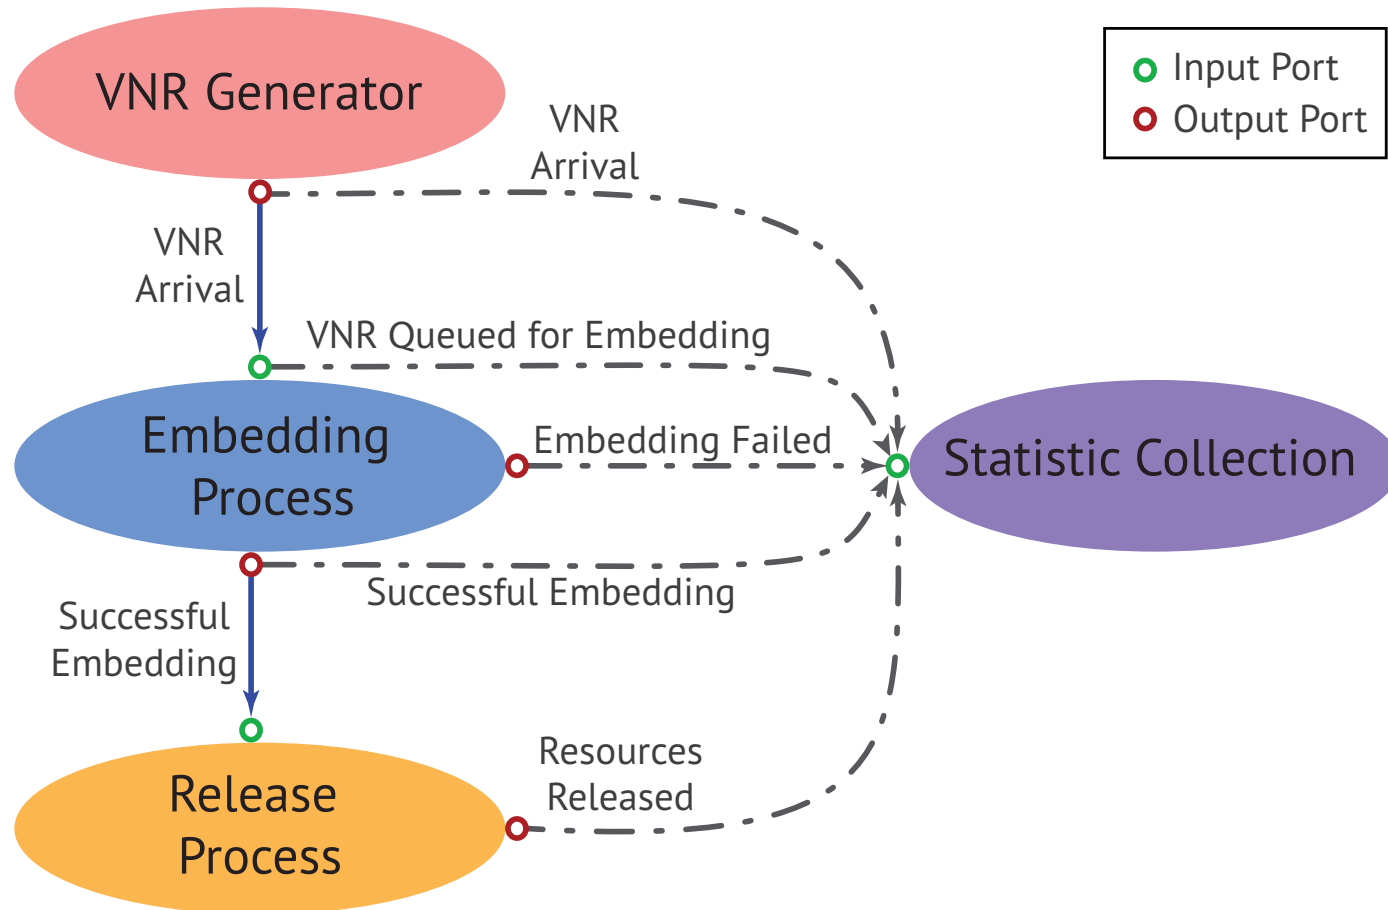 VNR Generator
VNR
Arrival
Input Port
Output Port
VNR
Arrival
VNR Queued for Embedding
Embedding
Process
Embedding Failed
Statistic Collection
Successful Embedding
Successful
Embedding
Release
Process
Resources
Released